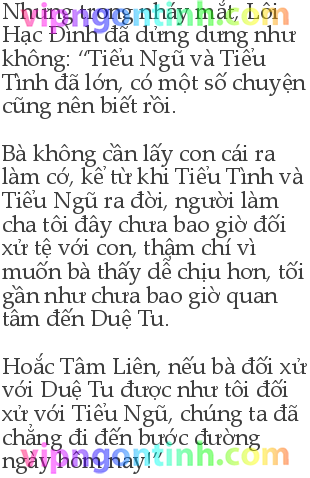 Nhưng trong nháy mắt, Lôi
Hạc Đình đã dửng dưng như
không: “Tiểu Ngũ và Tiểu
Tình đã lớn, có một số chuyện
cũng nên biết rồi.
Bà không cần lấy con cái ra
làm cớ, kể từ khi Tiểu Tình và
Tiểu Ngũ ra đời, người làm
cha tôi đây chưa bao giờ đối
xử tệ với con, thậm chí vì
muốn bà thấy dễ chịu hơn, tôi
gần như chưa bao giờ quan
tâm đến Duệ Tu.
Hoắc Tâm Liên, nếu bà đối xử
với Duệ Tu được như tôi đối
xử với Tiểu Ngũ, chúng ta đã
chẳng đi đến bước đường
ngày hôm nay!”
vipngontinh.com
vipngontinh.com